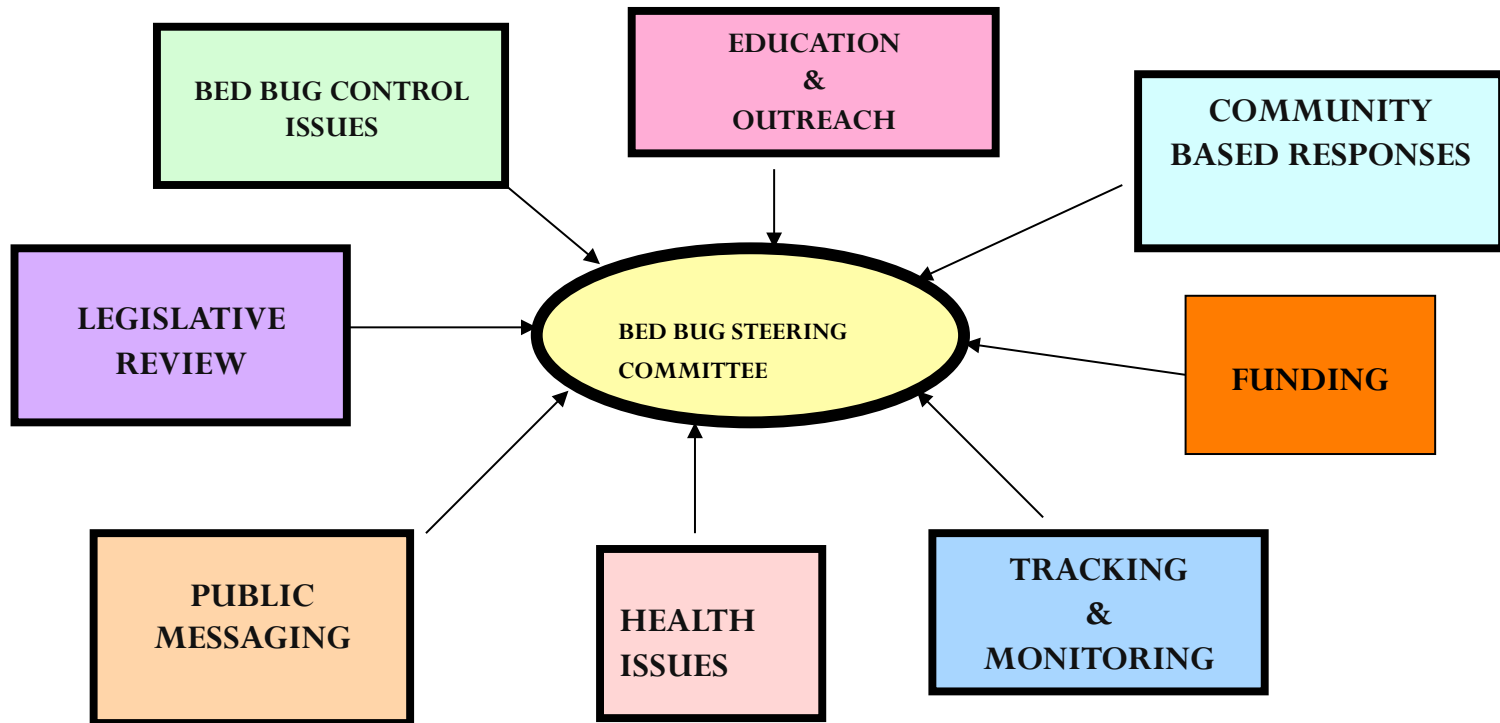 BED BUG CONTROL
ISSUES
EDUCATION
&
OUTREACH
COMMUNITY
BASED RESPONSES
LEGISLATIVE
REVIEW
BED BUG STEERING
COMMITTEE
FUNDING
PUBLIC
MESSAGING
HEALTH
ISSUES
TRACKING
&
MONITORING